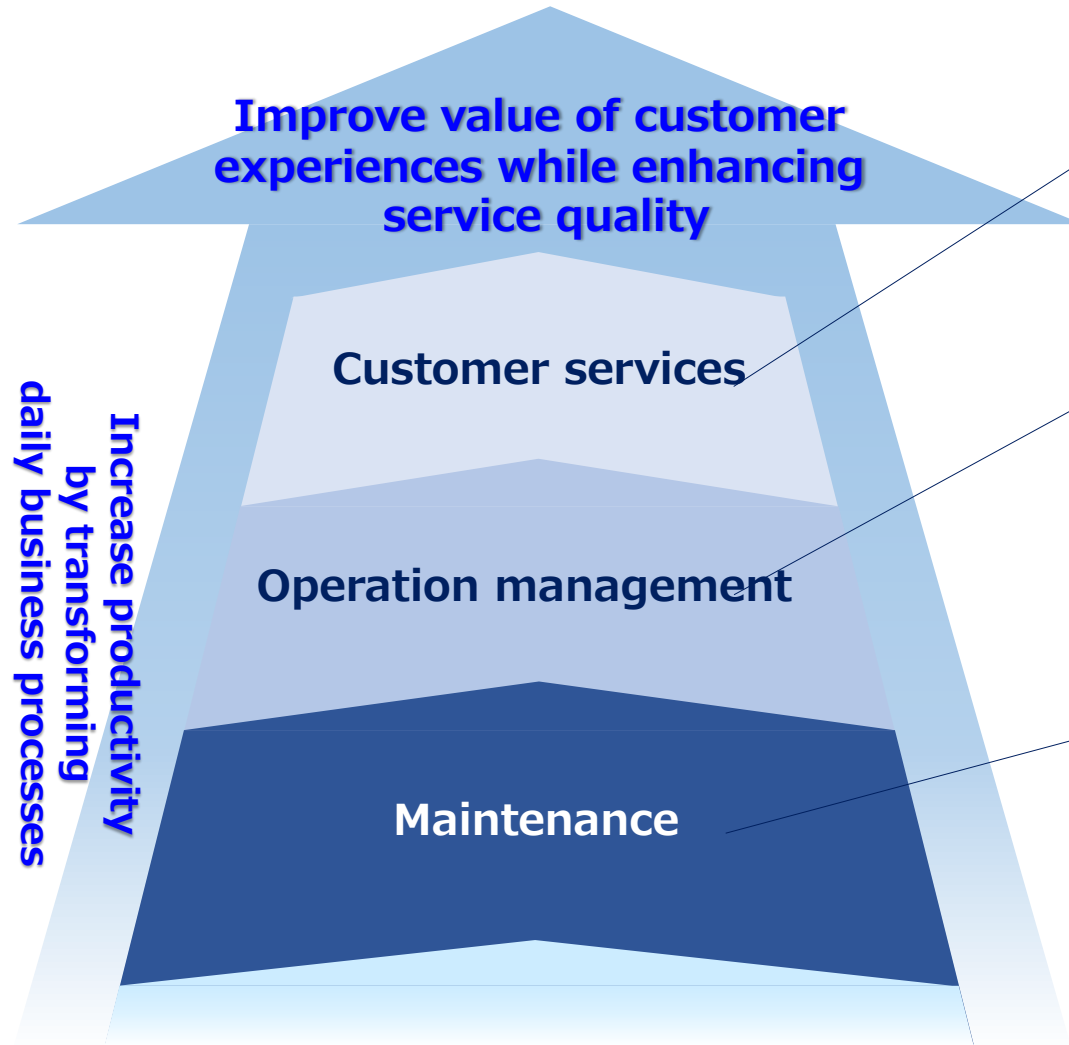 Improve value of customer
experiences while enhancing
service quality
Customer services
Operation management
Maintenance
Increase productivity
by transforming
daily business processes